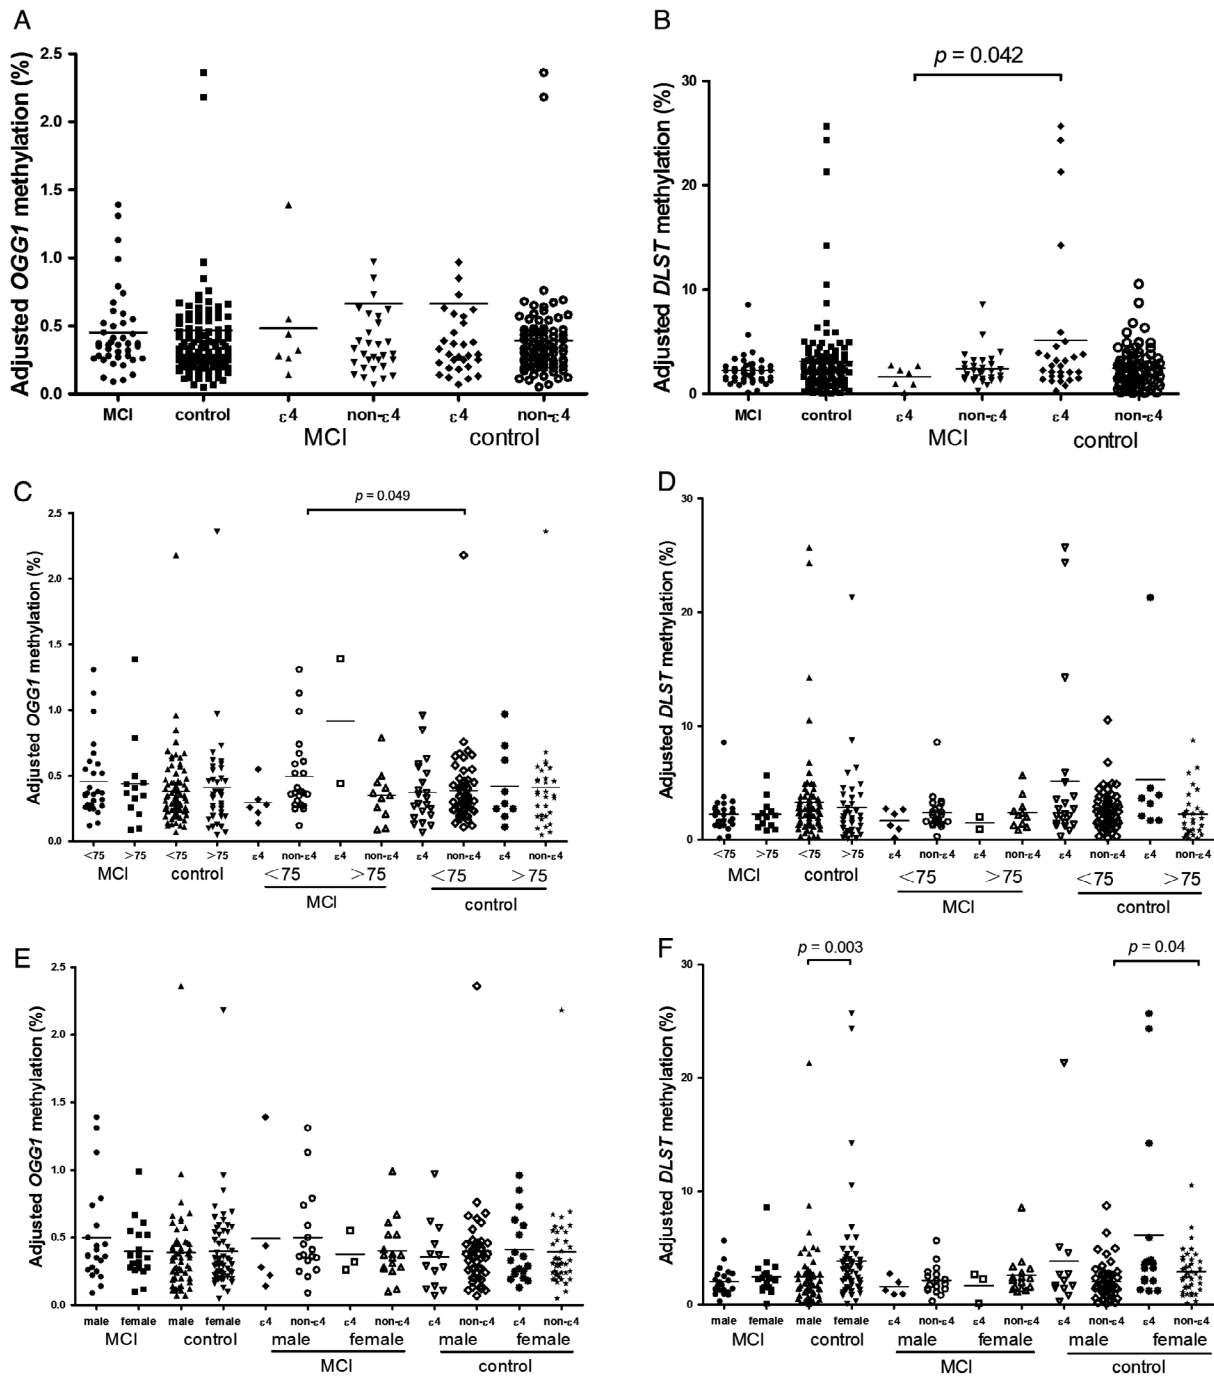 A
Adjusted OGG1 methylation (%)
2.5
2.0
1.5
1.0
0.5
0.0
MCI control ε4 non-ε4 ε4 non-ε4
MCI control
B
p = 0.042
Adjusted DLST methylation (%)
30
20
10
0
MCI control ε4 non-ε4 ε4 non-ε4
MCI control
C
p = 0.049
Adjusted OGG1 methylation (%)
2.5
2.0
1.5
1.0
0.5
0.0
<75 >75 <75 >75 ε4 non-ε4 ε4 non-ε4 ε4 non-ε4 ε4 non-ε4
MCI control <75 >75 <75 >75
MCI control
D
Adjusted DLST methylation (%)
30
20
10
0
<75 >75 <75 >75 ε4 non-ε4 ε4 non-ε4 ε4 non-ε4 ε4 non-ε4
MCI control <75 >75 <75 >75
MCI control
E
Adjusted OGG1 methylation (%)
2.5
2.0
1.5
1.0
0.5
0.0
male female male female ε4 non-ε4 ε4 non-ε4 ε4 non-ε4 ε4 non-ε4
MCI control male female male female
MCI control
F
p = 0.003
p = 0.04
Adjusted DLST methylation (%)
30
20
10
0
male female male female ε4 non-ε4 ε4 non-ε4 ε4 non-ε4 ε4 non-ε4
MCI control male female male female
MCI control